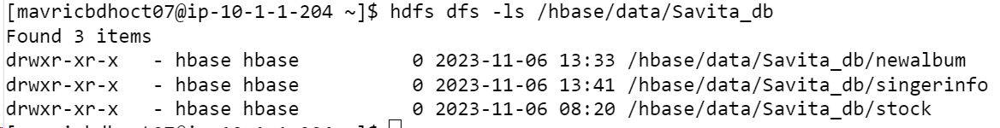 [mavricbdhoct07@ip-10-1-1-204 ~]$ hdfs dfs -ls /hbase/data/Savita_db
Found 3 items
drwxr-xr-x   - hbase hbase          0 2023-11-06 13:33 /hbase/data/Savita_db/newalbum
drwxr-xr-x   - hbase hbase          0 2023-11-06 13:41 /hbase/data/Savita_db/singerinfo
drwxr-xr-x   - hbase hbase          0 2023-11-06 08:20 /hbase/data/Savita_db/stock
[mavricbdhoct07@ip-10-1-1-204 ~]$